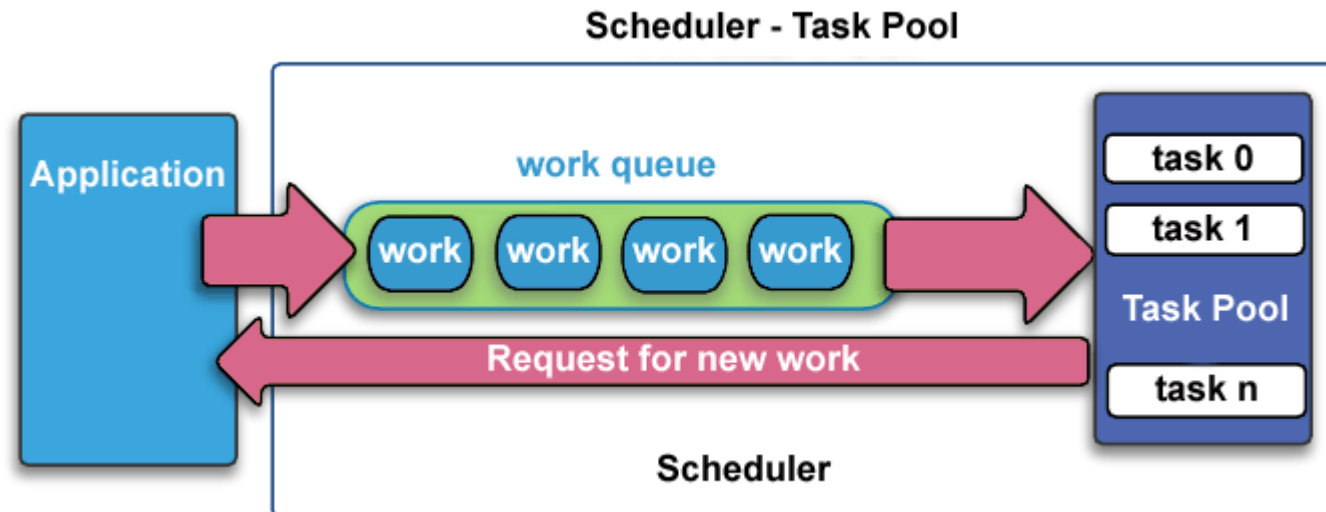 Scheduler - Task Pool
Application
work queue
work work work work
Request for new work
task 0
task 1
Task Pool
task n
Scheduler